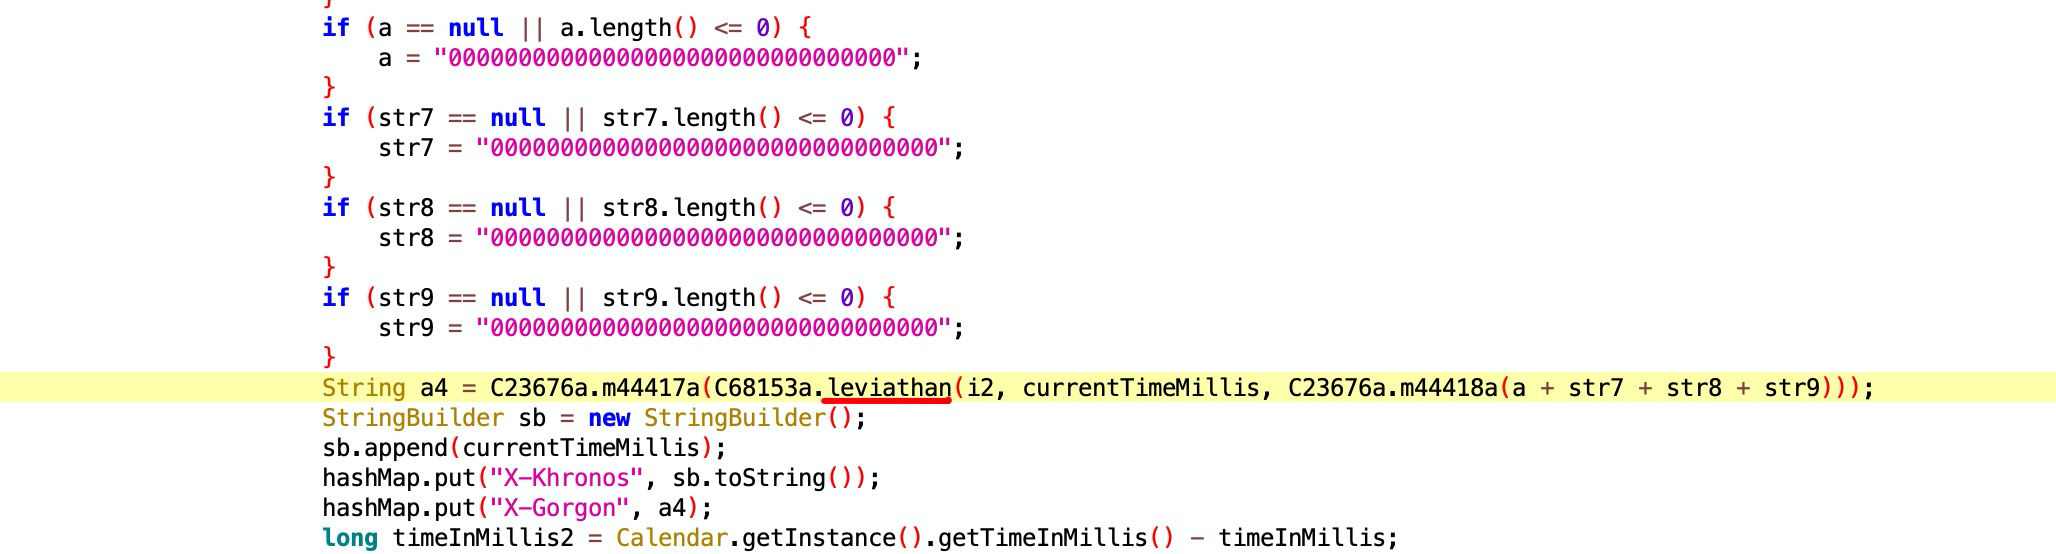 }
if (a == null || a.length() <= 0) {
a = "00000000000000000000000000000000";
}
if (str7 == null || str7.length() <= 0) {
str7 = "00000000000000000000000000000000";
}
if (str8 == null || str8.length() <= 0) {
str8 = "00000000000000000000000000000000";
}
if (str9 == null || str9.length() <= 0) {
str9 = "00000000000000000000000000000000";
}
String a4 = C23676a.m44417a(C68153a.leviathan(i2, currentTimeMillis, C23676a.m44418a(a + str7 + str8 + str9)));
StringBuilder sb = new StringBuilder();
sb.append(currentTimeMillis);
hashMap.put("X-Khronos", sb.toString());
hashMap.put("X-Gorgon", a4);
long timeInMillis2 = Calendar.getInstance().getTimeInMillis() - timeInMillis;